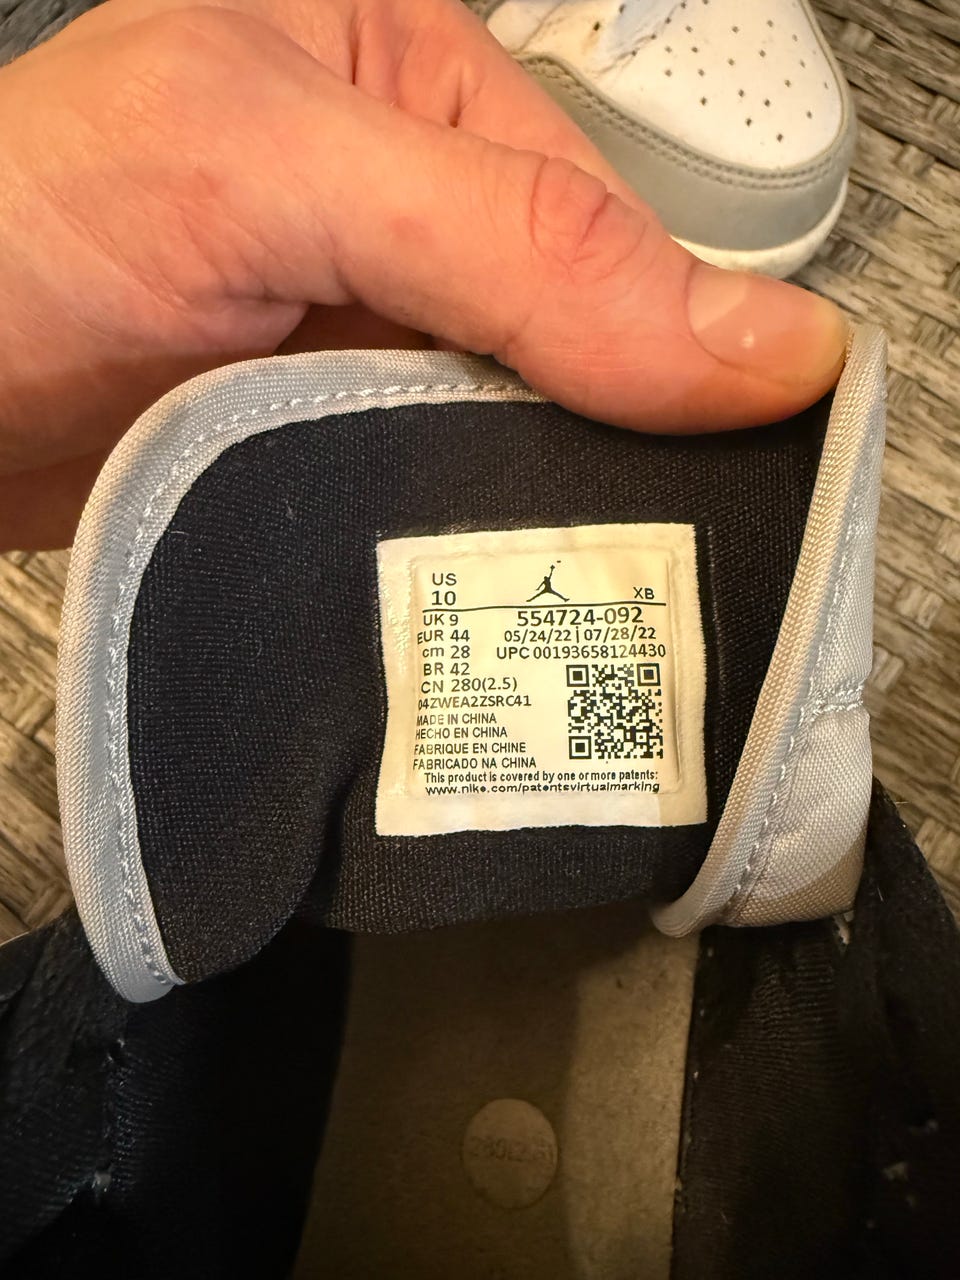 US
10
XB
UK 9
554724-092
EUR 44
05/24/22 | 07/28/22
cm 28
UPC 00193658124430
BR 42
CN 280(2.5)
04ZWEA2ZSRC41
MADE IN CHINA
HECHO EN CHINA
FABRIQUE EN CHINE
FABRICADO NA CHINA
This product is covered by one or more patents:
www.nike.com/patentsvirtualmarking